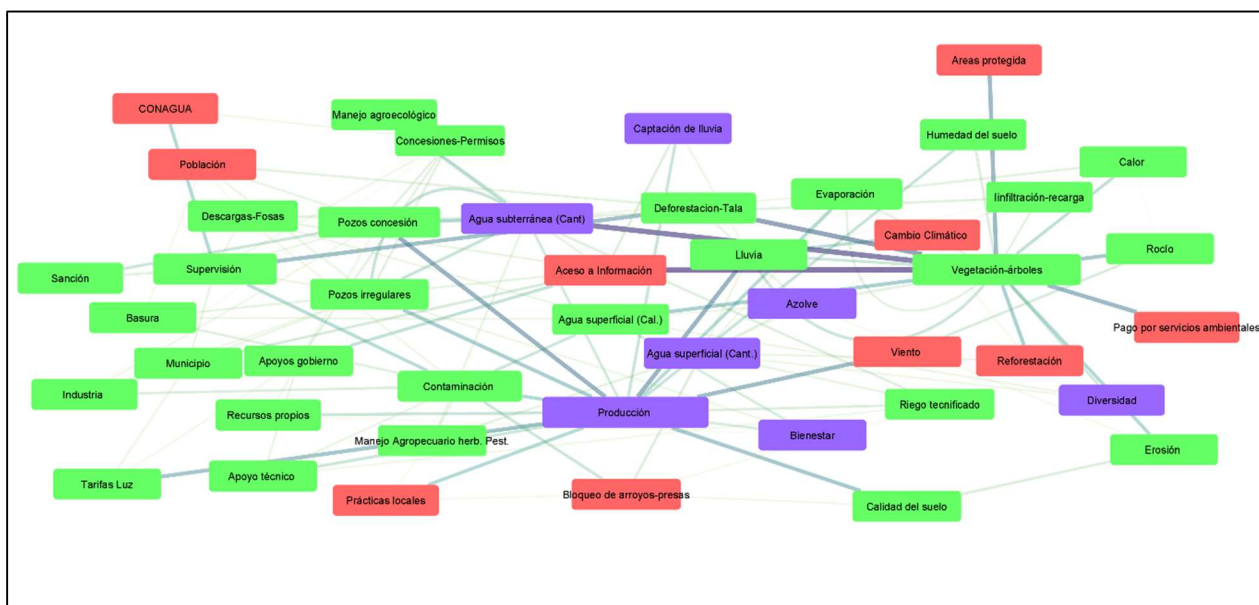 Areas protegida
CONAGUA
Manejo agroecológico
Captación de lluvia
Humedad del suelo
Concesiones-Permisos
Calor
Población
Evaporación
Iinfiltración-recarga
Descargas-Fosas
Pozos concesión
Agua subterránea (Cant)
Deforestacion-Tala
Cambio Climático
Rocío
Lluvia
Sanción
Supervisión
Aceso a Información
Vegetación-árboles
Pozos irregulares
Azolve
Basura
Agua superficial (Cal.)
Pago por servicios ambientales
Municipio
Apoyos gobierno
Agua superficial (Cant.)
Viento
Reforestación
Industria
Contaminación
Diversidad
Recursos propios
Producción
Riego tecnificado
Manejo Agropecuario herb. Pest.
Bienestar
Erosión
Tarifas Luz
Apoyo técnico
Prácticas locales
Bloqueo de arroyos-presas
Calidad del suelo